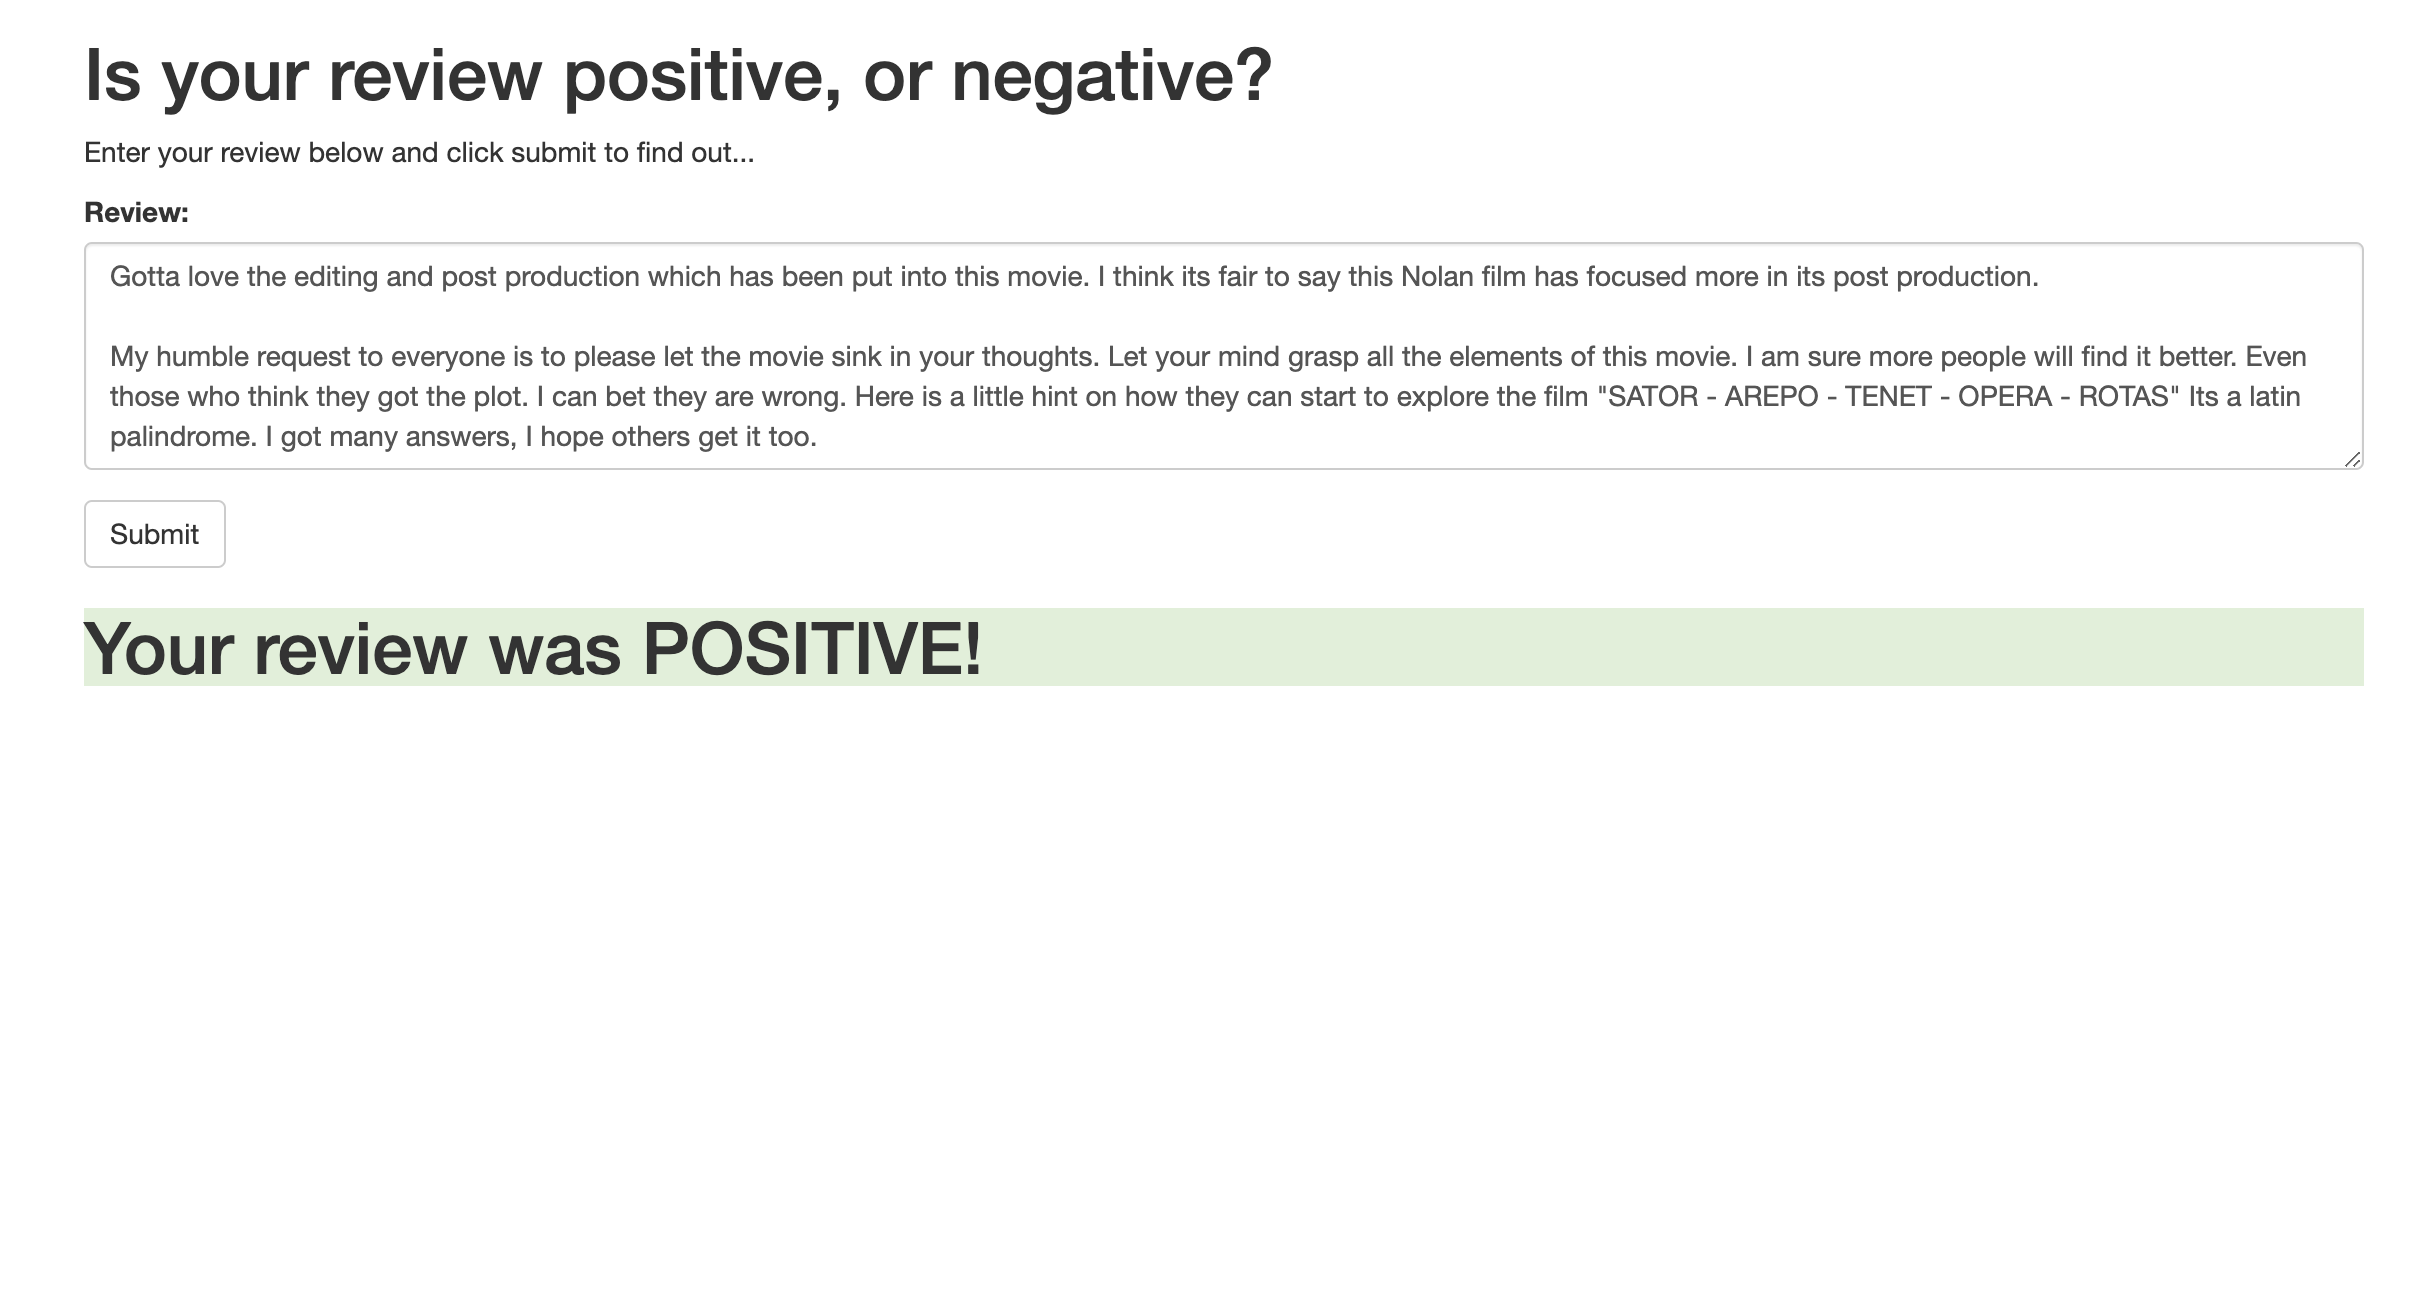 Is your review positive, or negative?
Enter your review below and click submit to find out...
Review:
Gotta love the editing and post production which has been put into this movie. I think its fair to say this Nolan film has focused more in its post production.
My humble request to everyone is to please let the movie sink in your thoughts. Let your mind grasp all the elements of this movie. I am sure more people will find it better. Even
those who think they got the plot. I can bet they are wrong. Here is a little hint on how they can start to explore the film "SATOR - AREPO - TENET - OPERA - ROTAS" Its a latin
palindrome. I got many answers, I hope others get it too.
Submit
Your review was POSITIVE!